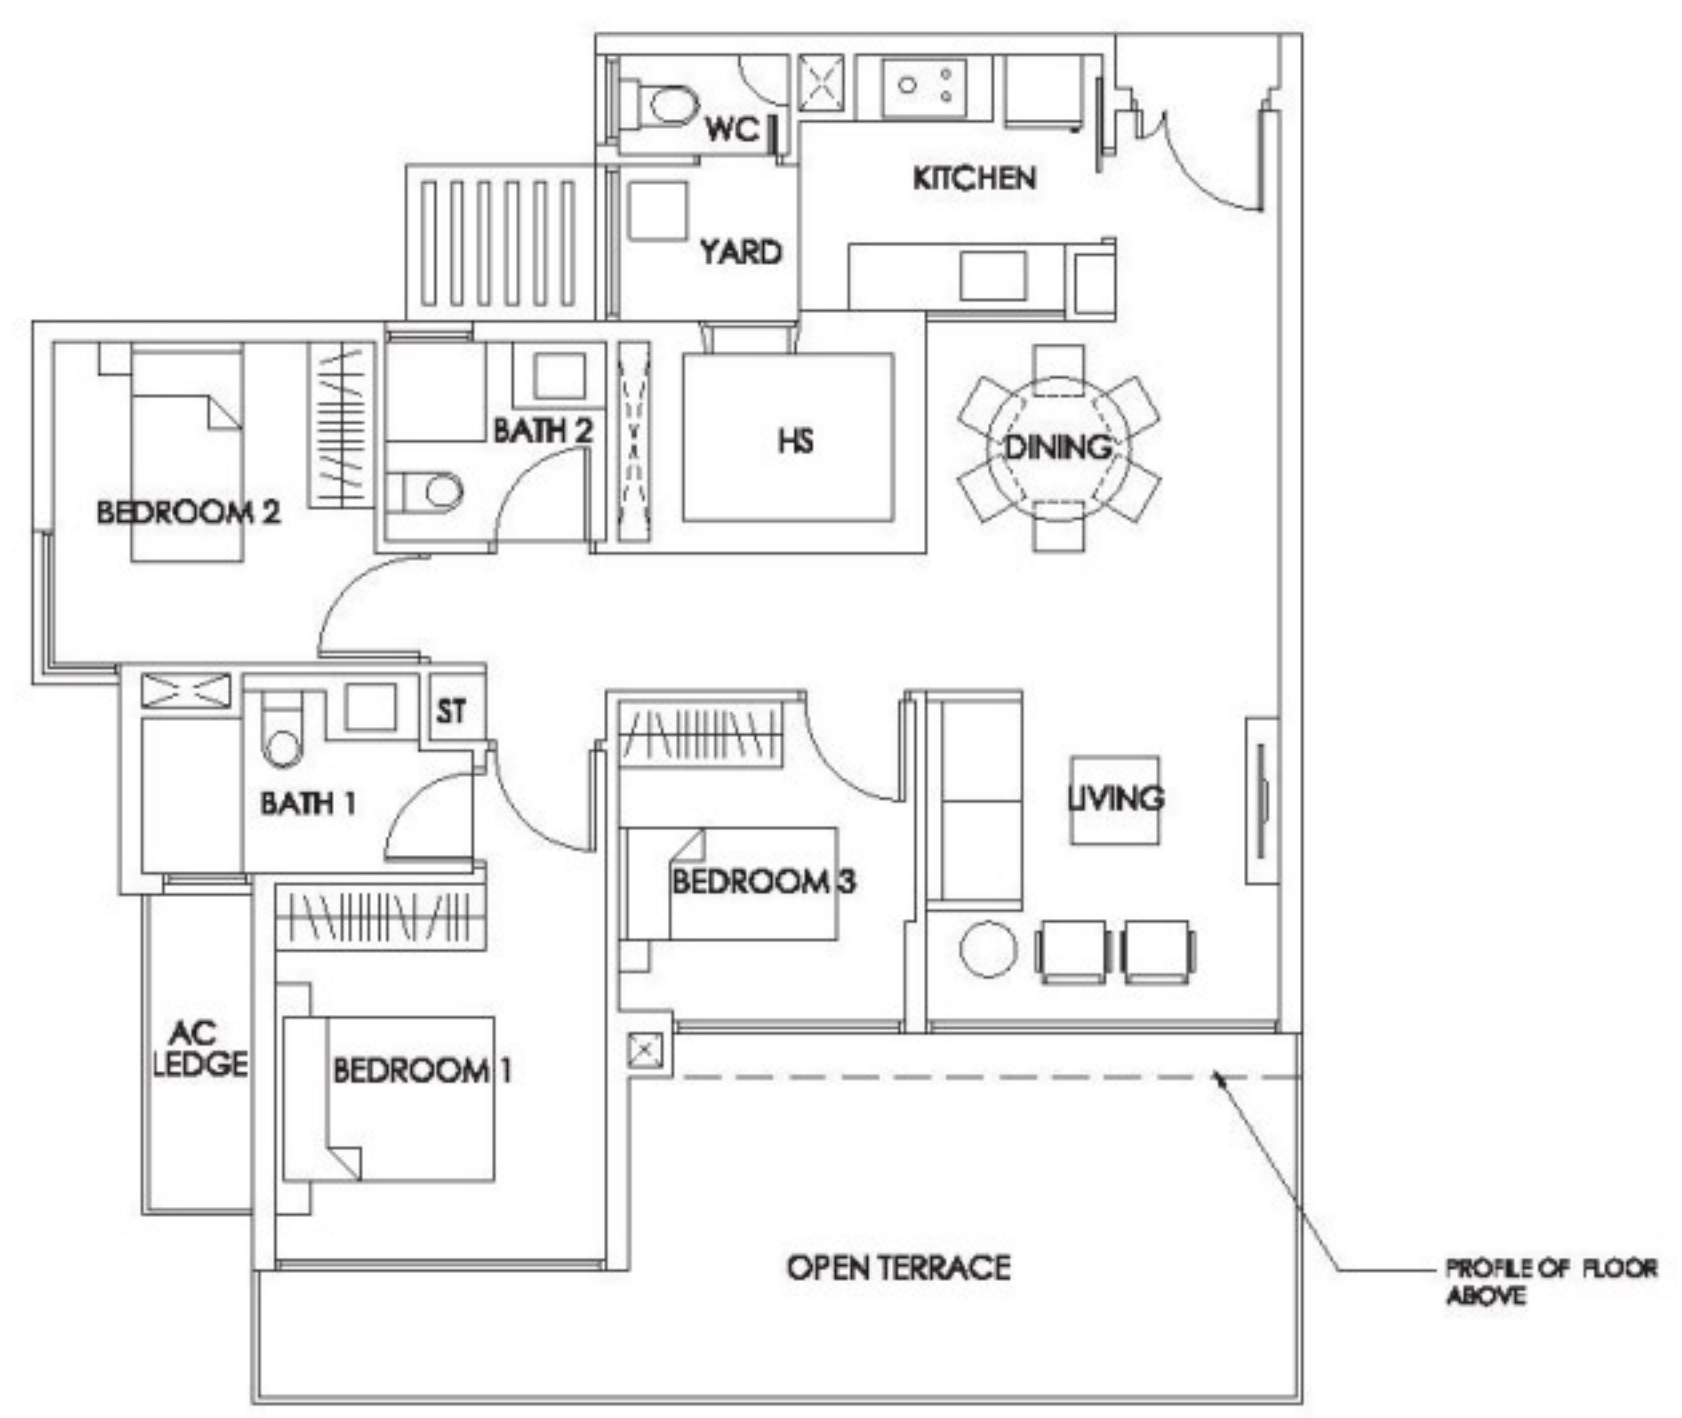 WC
KITCHEN
YARD
BATH 2
HS
DINING
BEDROOM 2
ST
BATH 1
LIVING
BEDROOM 3
AC
LEDGE
BEDROOM 1
OPEN TERRACE
PROFILE OF FLOOR
ABOVE